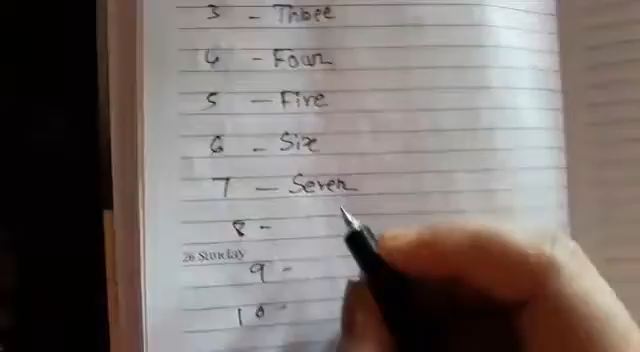 3 - Three
4 - Four
5 - Five
6 - Six
7 - Seven
8 -
26 Sunday
9 -
10 -